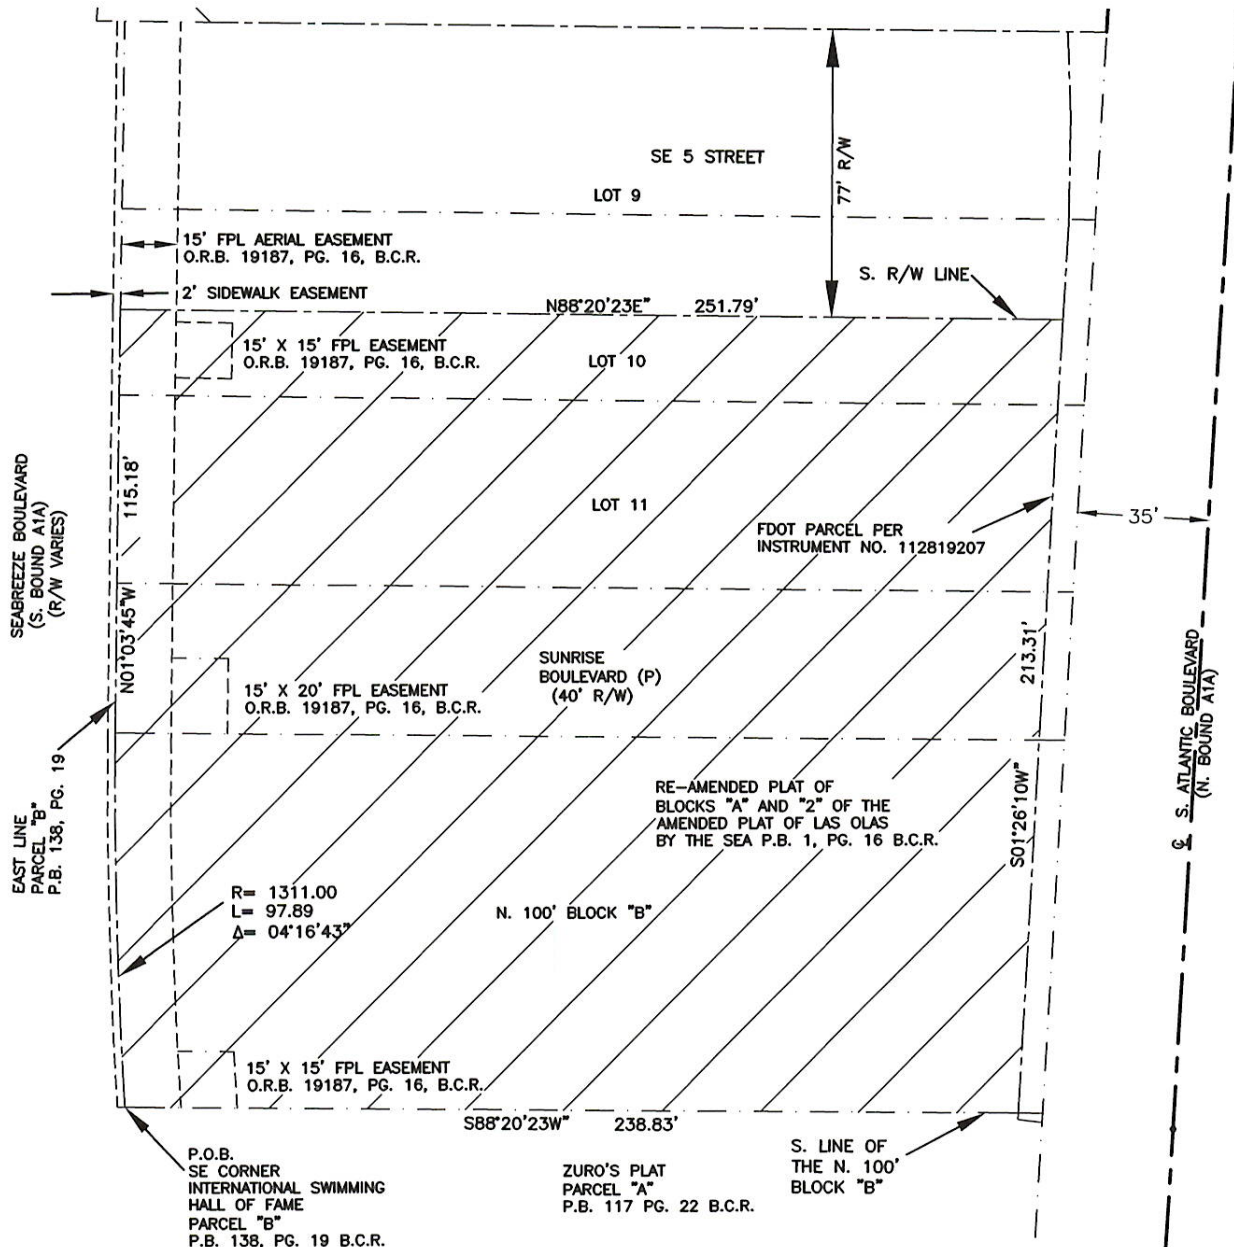 SE 5 STREET
77' R/W
LOT 9
15' FPL AERIAL EASEMENT
O.R.B. 19187, PG. 16, B.C.R.
S. R/W LINE
2' SIDEWALK EASEMENT
N88°20'23E" 251.79'
15' X 15' FPL EASEMENT
O.R.B. 19187, PG. 16, B.C.R.
LOT 10
SEABREEZE BOULEVARD
(S. BOUND A1A)
(R/W VARIES)
115.18'
N01°03'45"W
LOT 11
FDOT PARCEL PER
INSTRUMENT NO. 112819207
35'
SUNRISE
BOULEVARD (P)
(40' R/W)
213.31'
S01°26'10W"
15' X 20' FPL EASEMENT
O.R.B. 19187, PG. 16, B.C.R.
℄ S. ATLANTIC BOULEVARD
(N. BOUND A1A)
EAST LINE
PARCEL "B"
P.B. 138, PG. 19
RE-AMENDED PLAT OF
BLOCKS "A" AND "2" OF THE
AMENDED PLAT OF LAS OLAS
BY THE SEA P.B. 1, PG. 16 B.C.R.
R= 1311.00
L= 97.89
Δ= 04°16'43"
N. 100' BLOCK "B"
15' X 15' FPL EASEMENT
O.R.B. 19187, PG. 16, B.C.R.
S88°20'23W" 238.83'
P.O.B.
SE CORNER
INTERNATIONAL SWIMMING
HALL OF FAME
PARCEL "B"
P.B. 138, PG. 19 B.C.R.
ZURO'S PLAT
PARCEL "A"
P.B. 117 PG. 22 B.C.R.
S. LINE OF
THE N. 100'
BLOCK "B"